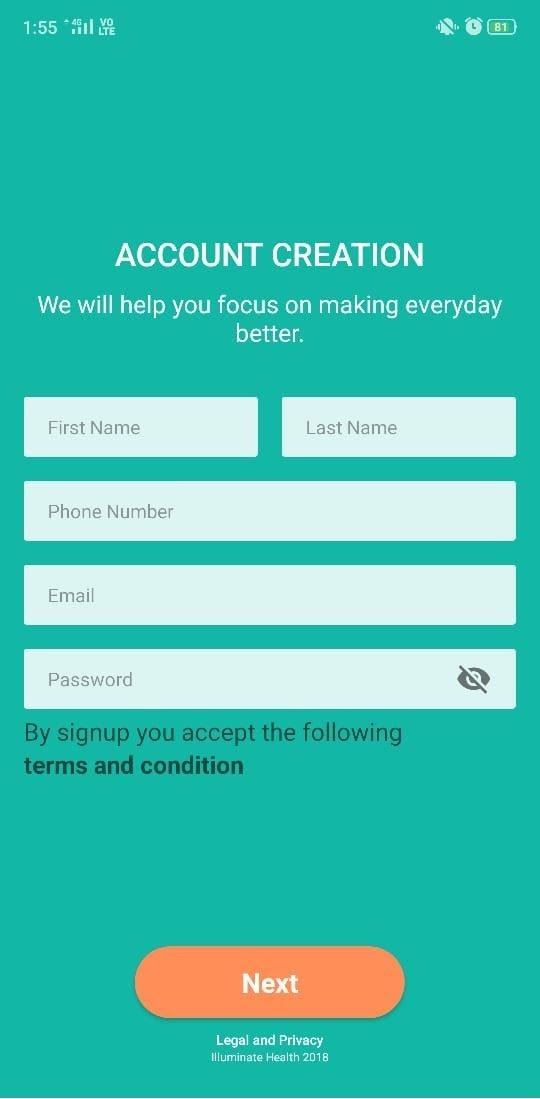 1:55 4G VO LTE 81
ACCOUNT CREATION
We will help you focus on making everyday
better.
First Name Last Name
Phone Number
Email
Password
By signup you accept the following
terms and condition
Next
Legal and Privacy
Illuminate Health 2018